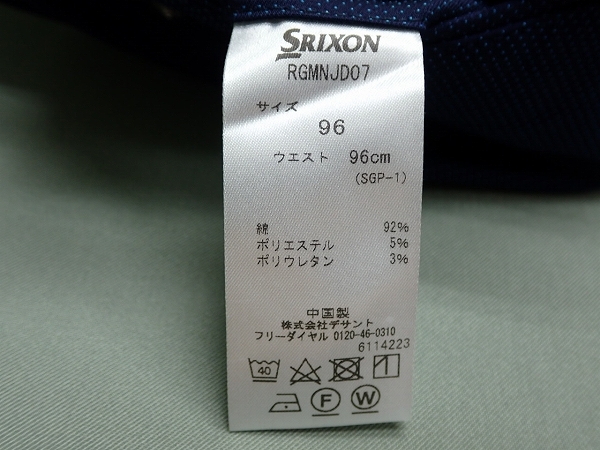 SRIXON
RGMNJD07
サイズ
96
ウエスト 96cm
(SGP-1)
綿 92%
ポリエステル 5%
ポリウレタン 3%
中国製
株式会社デサント
フリーダイヤル 0120-46-0310
6114223
40
F W